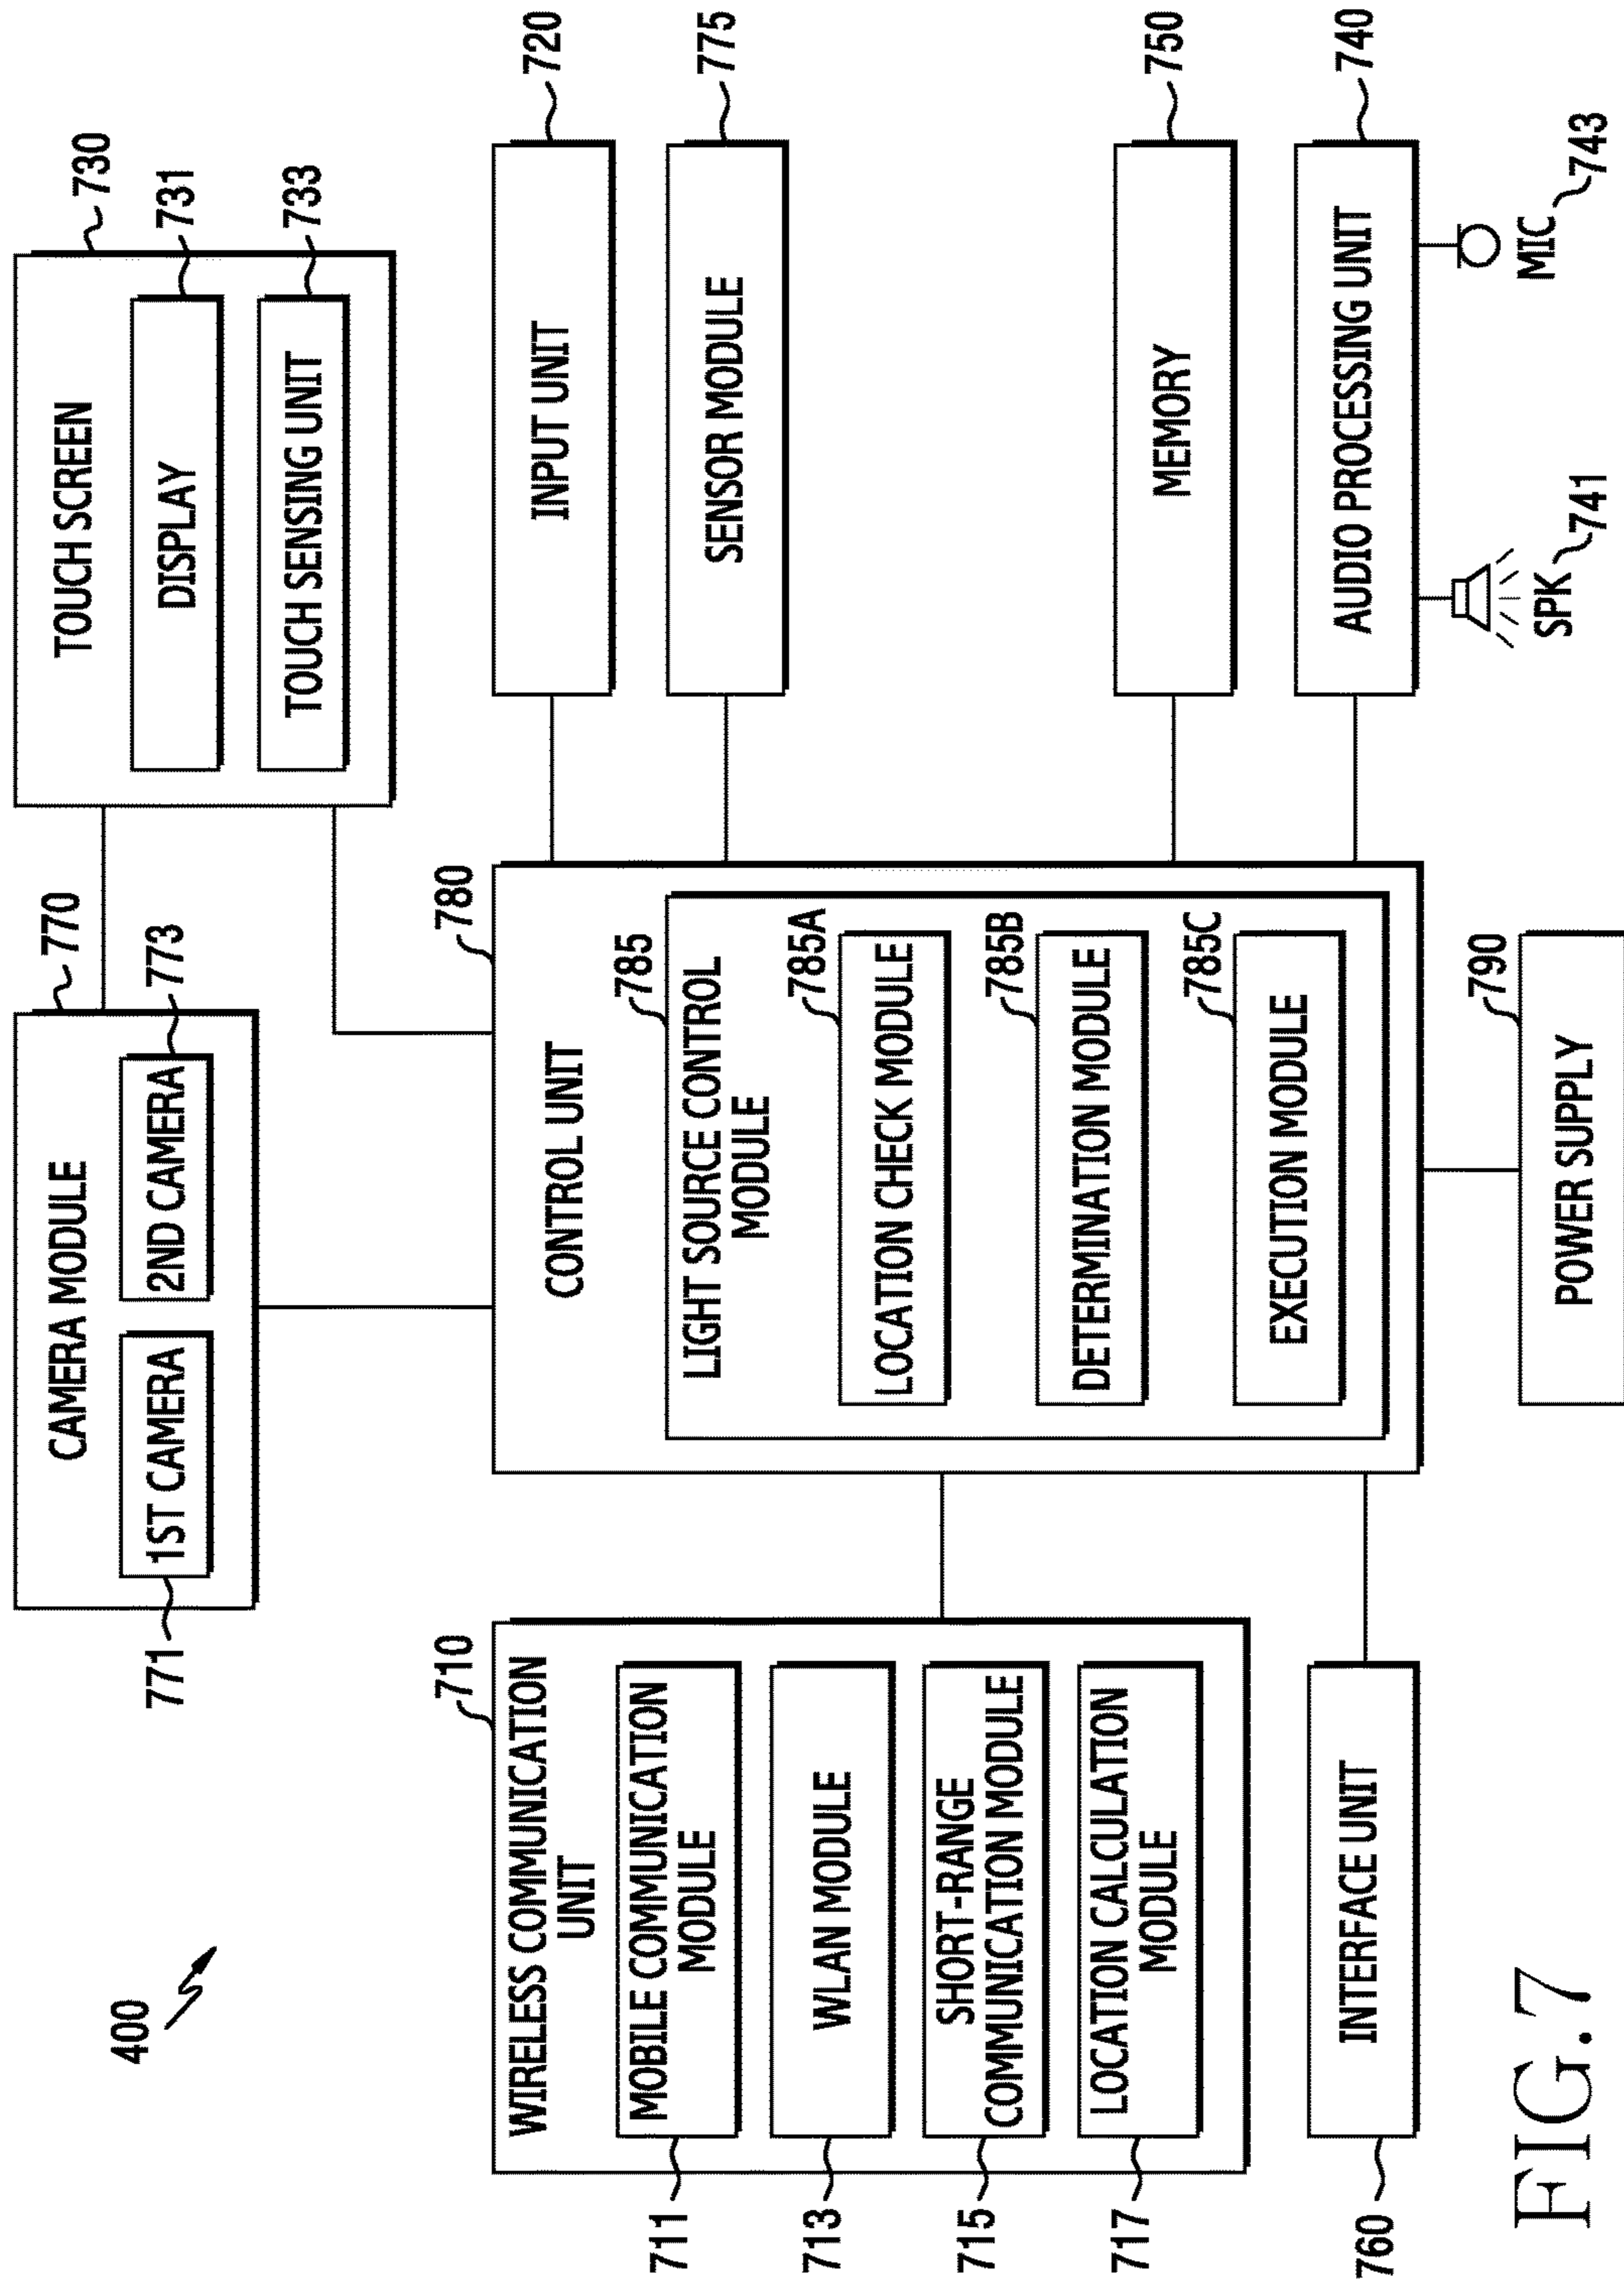 400
770
CAMERA MODULE
1ST CAMERA
2ND CAMERA
771
773
730
TOUCH SCREEN
DISPLAY
731
TOUCH SENSING UNIT
733
710
WIRELESS COMMUNICATION
UNIT
MOBILE COMMUNICATION
MODULE
711
WLAN MODULE
713
SHORT-RANGE
COMMUNICATION MODULE
715
LOCATION CALCULATION
MODULE
717
INTERFACE UNIT
760
780
CONTROL UNIT
785
LIGHT SOURCE CONTROL
MODULE
785A
LOCATION CHECK MODULE
785B
DETERMINATION MODULE
785C
EXECUTION MODULE
790
POWER SUPPLY
INPUT UNIT
720
SENSOR MODULE
775
MEMORY
750
AUDIO PROCESSING UNIT
740
SPK
741
MIC
743
FIG.7